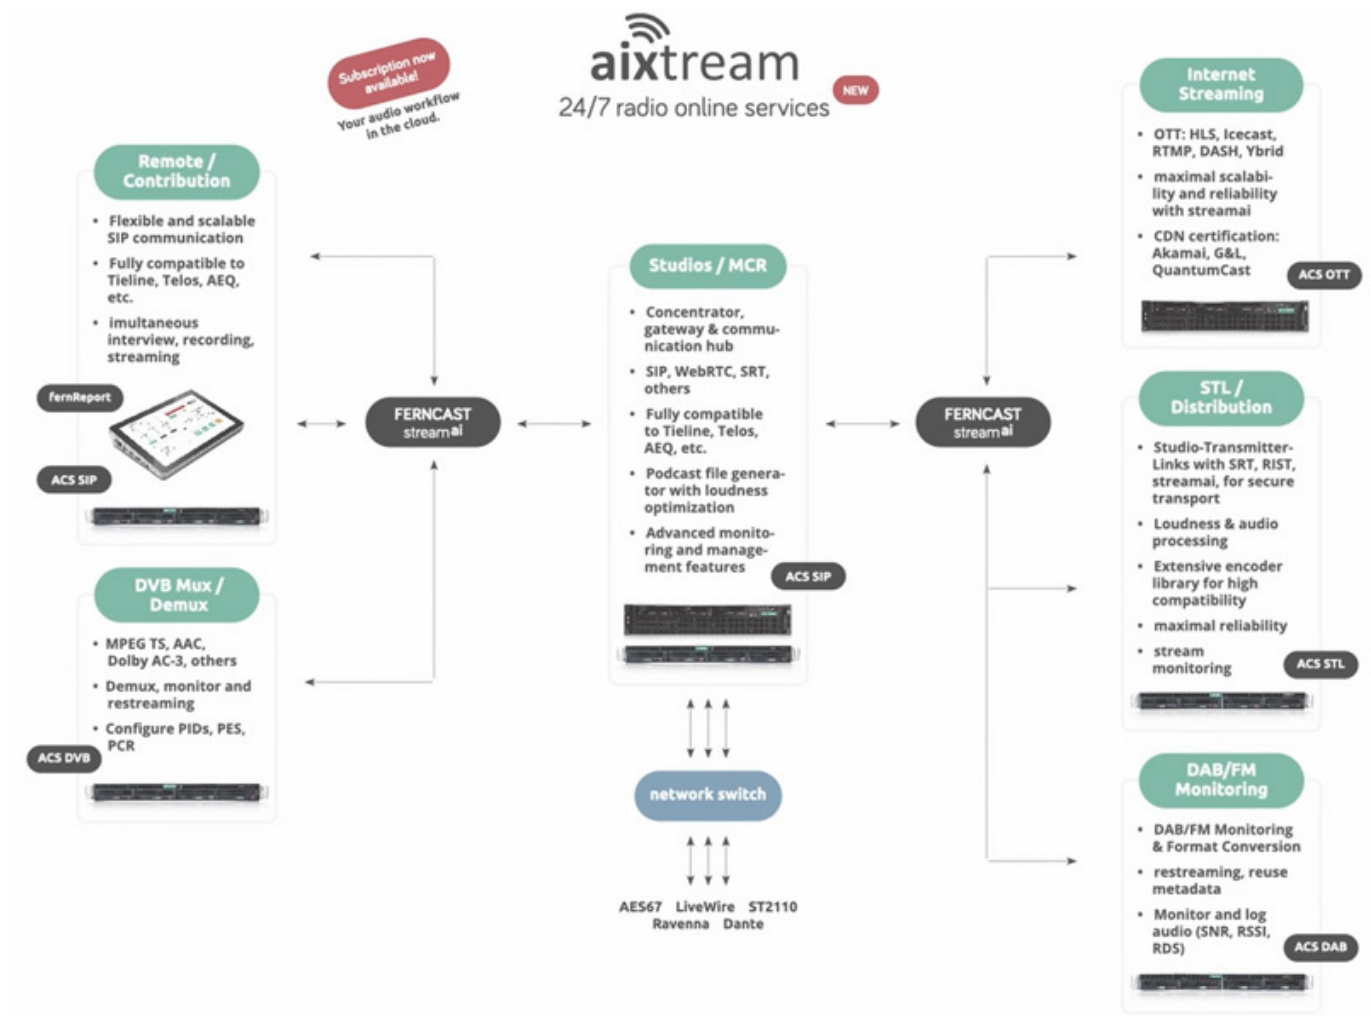 aixtream
24/7 radio online services
NEW
Subscription now
available!
Your audio workflow
in the cloud.
Remote /
Contribution
• Flexible and scalable
SIP communication
• Fully compatible to
Tieline, Telos, AEQ,
etc.
• imultaneous
interview, recording,
streaming
fernReport
ACS SIP
DVB Mux /
Demux
• MPEG TS, AAC,
Dolby AC-3, others
• Demux, monitor and
restreaming
• Configure PIDs, PES,
PCR
ACS DVB
FERNCAST
streamai
Studios / MCR
• Concentrator,
gateway & commu-
nication hub
• SIP, WebRTC, SRT,
others
• Fully compatible
to Tieline, Telos,
AEQ, etc.
• Podcast file genera-
tor with loudness
optimization
• Advanced monito-
ring and manage-
ment features
ACS SIP
network switch
AES67 LiveWire ST2110
Ravenna Dante
FERNCAST
streamai
Internet
Streaming
• OTT: HLS, Icecast,
RTMP, DASH, Ybrid
• maximal scalabi-
lity and reliability
with streamai
• CDN certification:
Akamai, G&L,
QuantumCast
ACS OTT
STL /
Distribution
• Studio-Transmitter-
Links with SRT, RIST,
streamai, for secure
transport
• Loudness & audio
processing
• Extensive encoder
library for high
compatibility
• maximal reliability
• stream
monitoring
ACS STL
DAB/FM
Monitoring
• DAB/FM Monitoring
& Format Conversion
• restreaming, reuse
metadata
• Monitor and log
audio (SNR, RSSI,
RDS)
ACS DAB